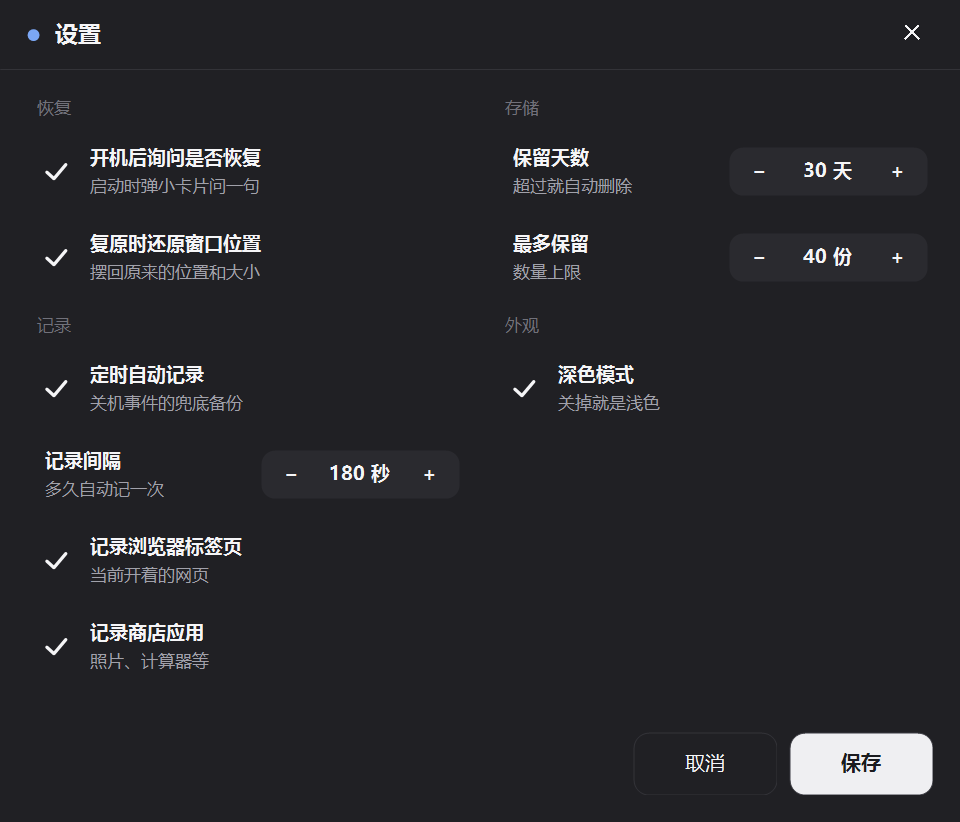 设置
恢复
开机后询问是否恢复
启动时弹小卡片问一句
复原时还原窗口位置
摆回原来的位置和大小
记录
定时自动记录
关机事件的兜底备份
记录间隔
多久自动记一次
− 180 秒 +
记录浏览器标签页
当前开着的网页
记录商店应用
照片、计算器等
存储
保留天数
超过就自动删除
− 30 天 +
最多保留
数量上限
− 40 份 +
外观
深色模式
关掉就是浅色
取消
保存